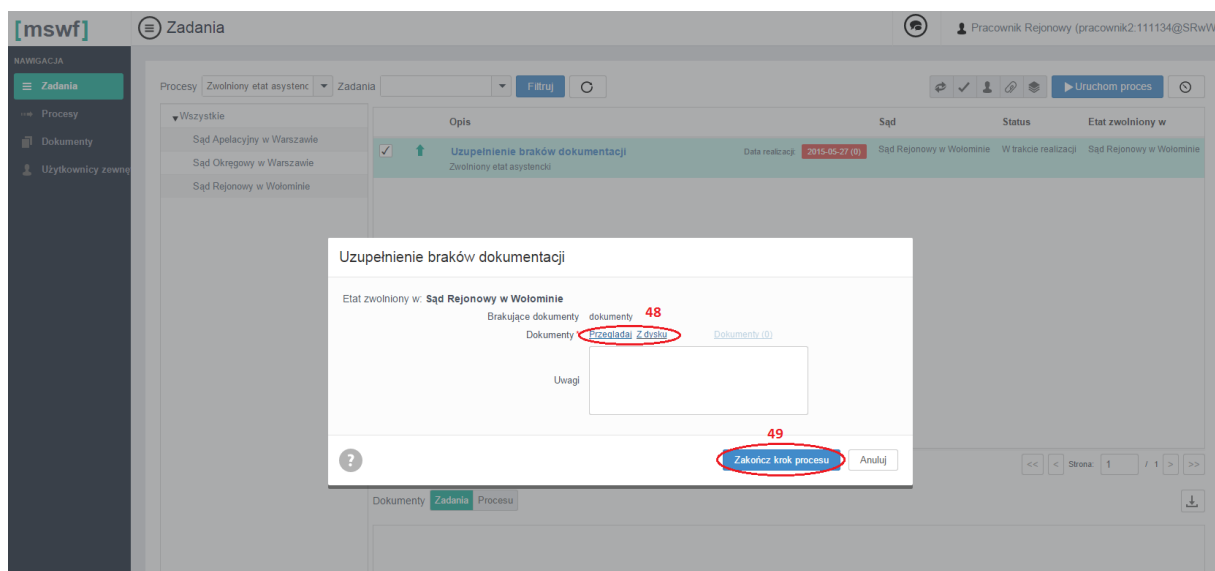 [mswf]
Zadania
Pracownik Rejonowy (pracownik2:111134@SRwW
NAWIGACJA
Zadania
Procesy
Dokumenty
Użytkownicy zewnę
Procesy Zwolniony etat asystenc Zadania Filtruj
Uruchom proces
Wszystkie
Sąd Apelacyjny w Warszawie
Sąd Okręgowy w Warszawie
Sąd Rejonowy w Wołominie
Opis Sąd Status Etat zwolniony w
Uzupełnienie braków dokumentacji Data realizacji 2015-05-27 (0) Sąd Rejonowy w Wołominie W trakcie realizacji Sąd Rejonowy w Wołominie
Zwolniony etat asystencki
Uzupełnienie braków dokumentacji
Etat zwolniony w: Sąd Rejonowy w Wołominie
Brakujące dokumenty dokumenty 48
Dokumenty * Przeglądaj Z dysku Dokumenty (0)
Uwagi
49
? Zakończ krok procesu Anuluj
<< < Strona: 1 / 1 > >>
Dokumenty Zadania Procesu